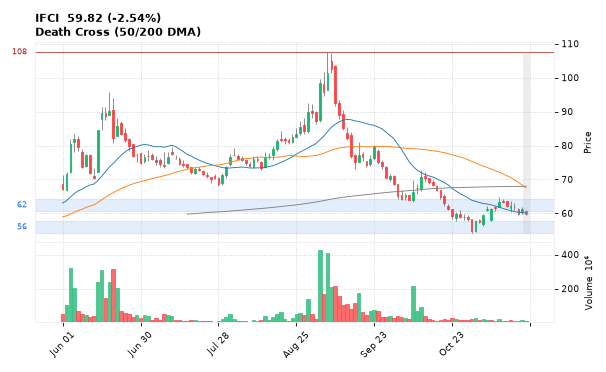 IFCI 59.82 (-2.54%)
Death Cross (50/200 DMA)
108
62
56
110
100
90
80
70
60
Price
400
200
Volume 10⁶
Jun 01
Jun 30
Jul 28
Aug 25
Sep 23
Oct 23